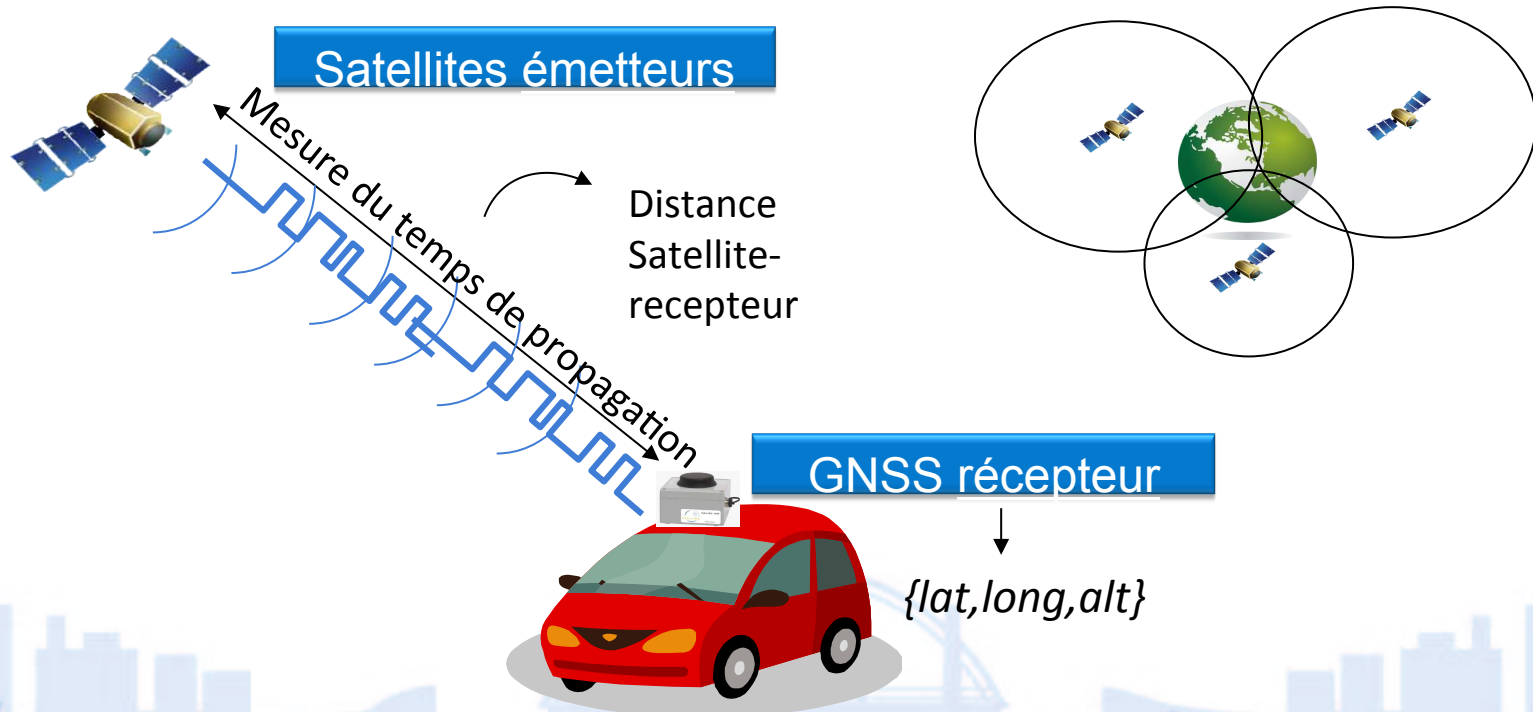 Satellites émetteurs
Mesure du temps de propagation
Distance
Satellite-
recepteur
GNSS récepteur
{lat,long,alt}